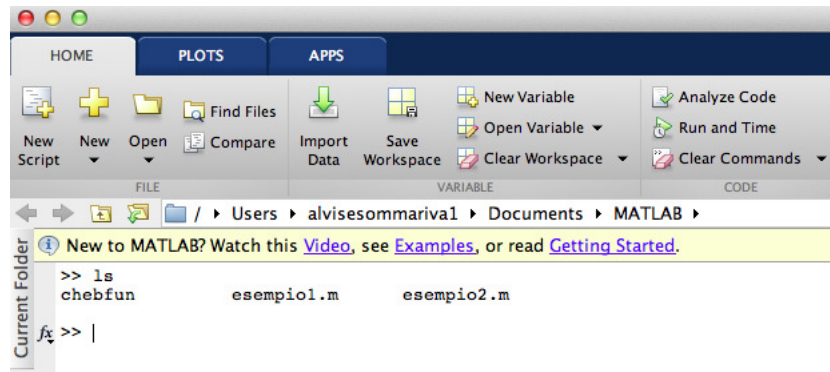 HOME PLOTS APPS
New Script New Open Find Files Compare Import Data Save Workspace New Variable Open Variable Clear Workspace Analyze Code Run and Time Clear Commands
FILE VARIABLE CODE
/ Users alvisesommariva1 Documents MATLAB
Current Folder
New to MATLAB? Watch this Video, see Examples, or read Getting Started.
>> ls
chebfun esempio1.m esempio2.m
fx >>